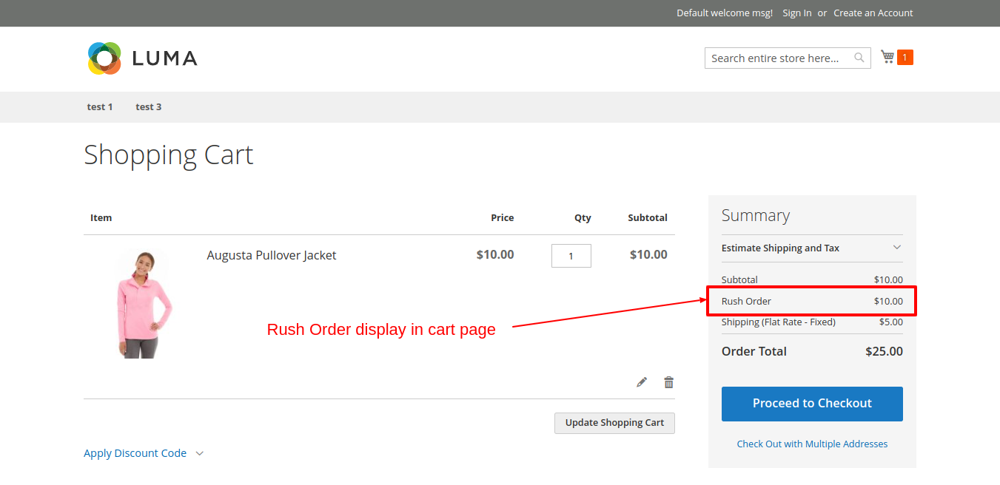 Default welcome msg! Sign In or Create an Account
LUMA
Search entire store here...
1
test 1 test 3
Shopping Cart
Item Price Qty Subtotal
Augusta Pullover Jacket $10.00 1 $10.00
Update Shopping Cart
Apply Discount Code
Rush Order display in cart page
Summary
Estimate Shipping and Tax
Subtotal $10.00
Rush Order $10.00
Shipping (Flat Rate - Fixed) $5.00
Order Total $25.00
Proceed to Checkout
Check Out with Multiple Addresses